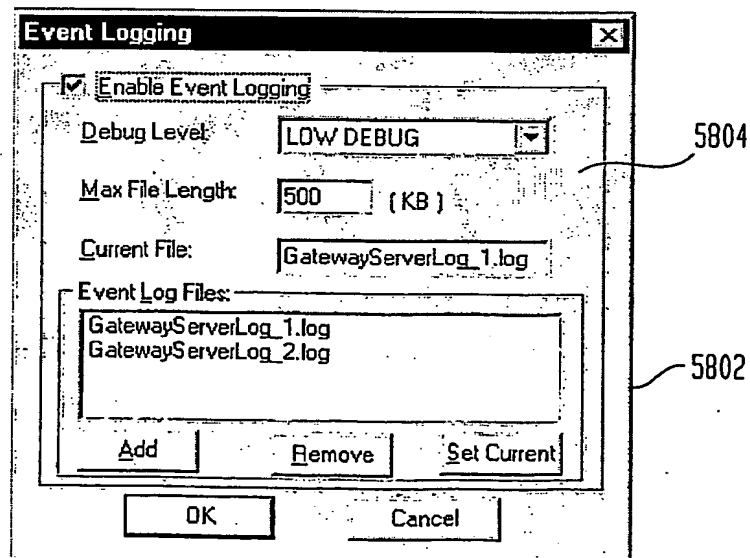 Event Logging
Enable Event Logging
Debug Level: LOW DEBUG
5804
Max File Length: 500 (KB)
Current File: GatewayServerLog_1.log
Event Log Files:
GatewayServerLog_1.log
GatewayServerLog_2.log
5802
Add Remove Set Current
OK Cancel